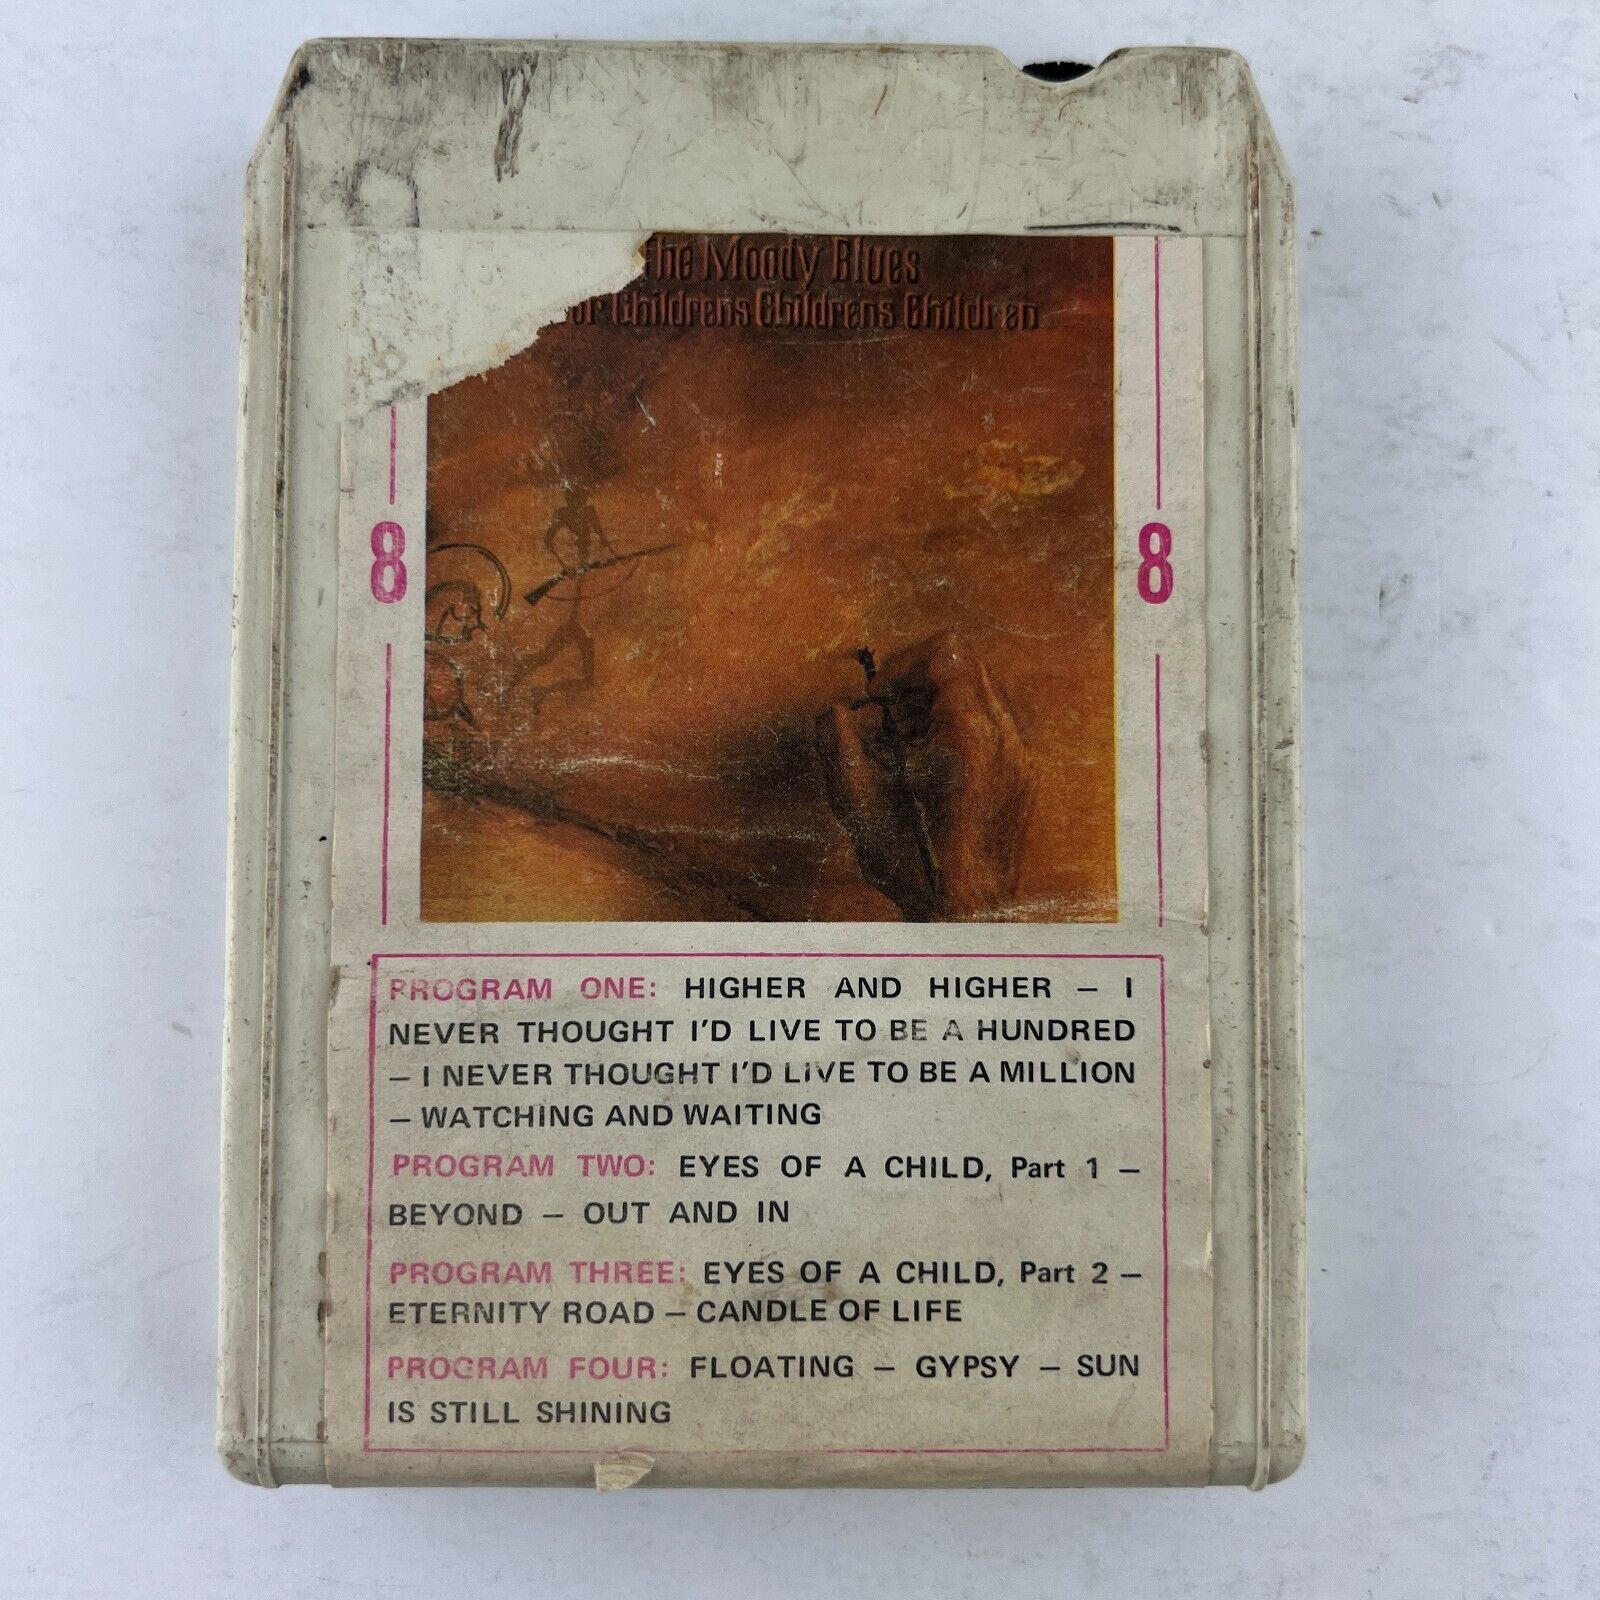 The Moody Blues
or Childrens Childrens Children
8 8
PROGRAM ONE: HIGHER AND HIGHER – I
NEVER THOUGHT I'D LIVE TO BE A HUNDRED
– I NEVER THOUGHT I'D LIVE TO BE A MILLION
– WATCHING AND WAITING
PROGRAM TWO: EYES OF A CHILD, Part 1 –
BEYOND – OUT AND IN
PROGRAM THREE: EYES OF A CHILD, Part 2 –
ETERNITY ROAD – CANDLE OF LIFE
PROGRAM FOUR: FLOATING – GYPSY – SUN
IS STILL SHINING